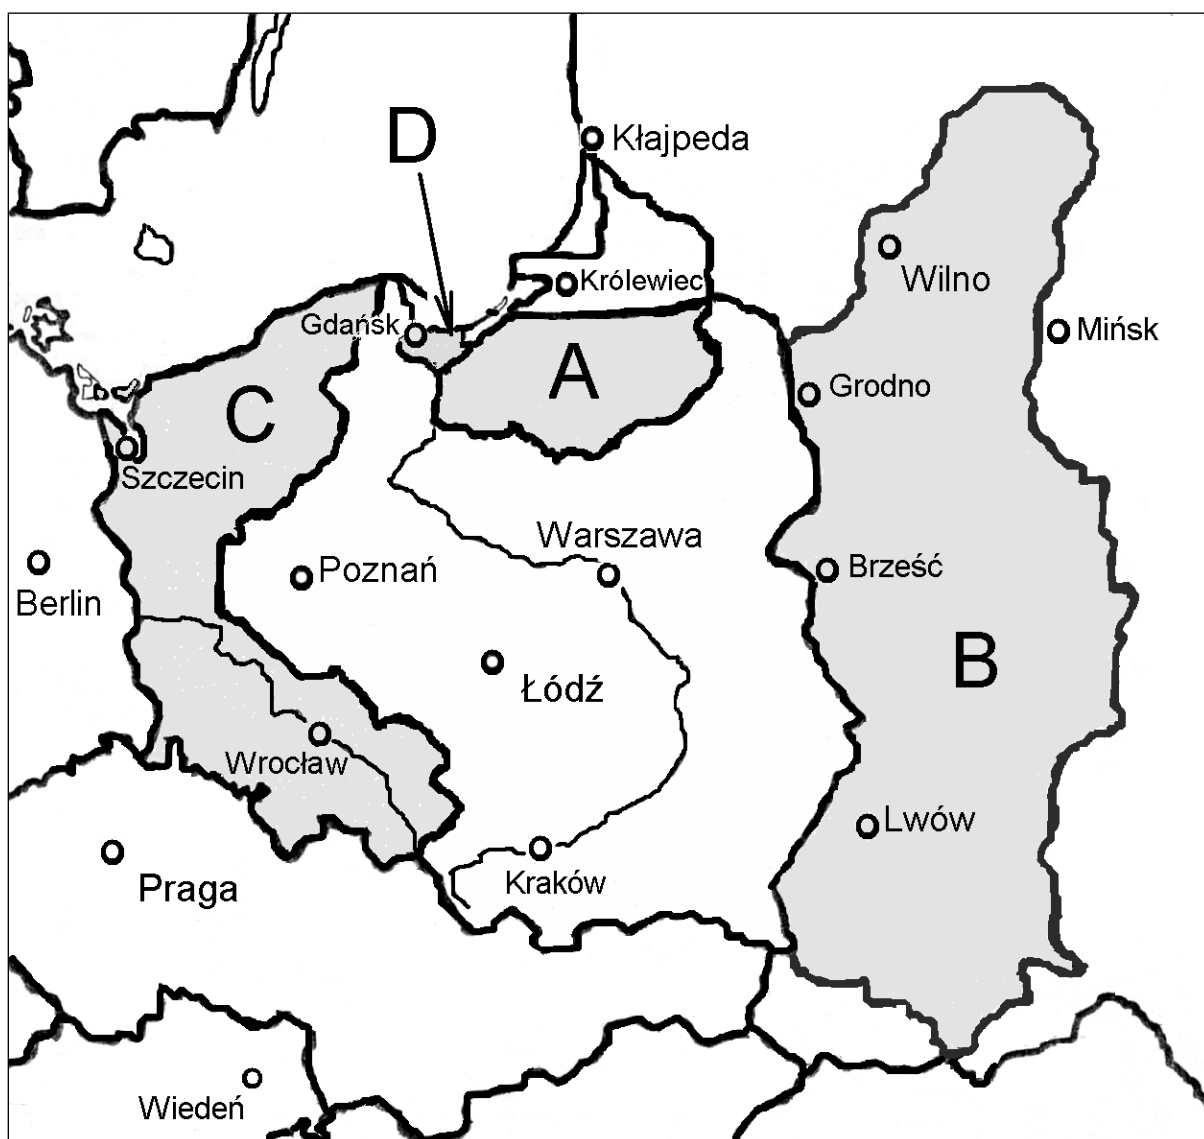 D
Kłajpeda
Wilno
Królewiec
Gdańsk
Mińsk
A
Grodno
C
Szczecin
Warszawa
Poznań
Brześć
Berlin
B
Łódź
Wrocław
Lwów
Praga
Kraków
Wiedeń